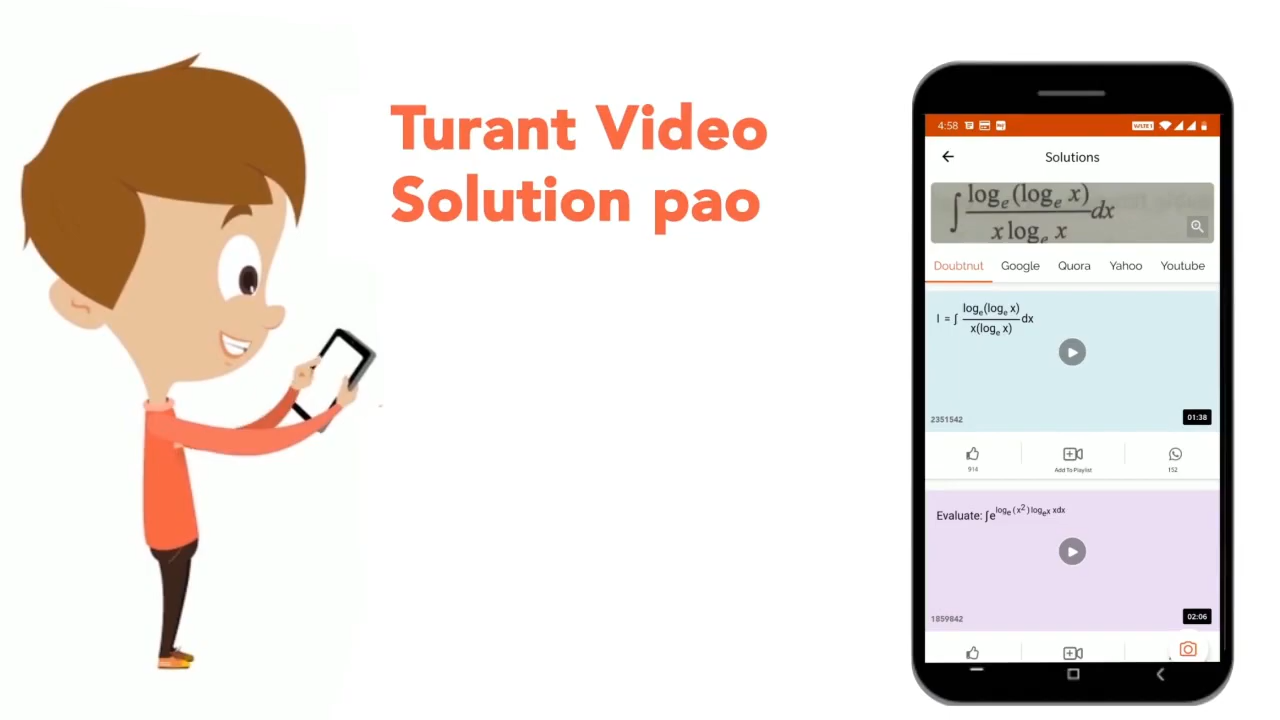 Turant Video
Solution pao
4:58
VoLTE1
Solutions
∫ logₑ(logₑ x) / x logₑ x dx
Doubtnut Google Quora Yahoo Youtube
I = ∫ logₑ(logₑ x) / x(logₑ x) dx
2351542 01:38
914 Add To Playlist 152
Evaluate: ∫e^logₑ(x²)logₑx xdx
1859842 02:06